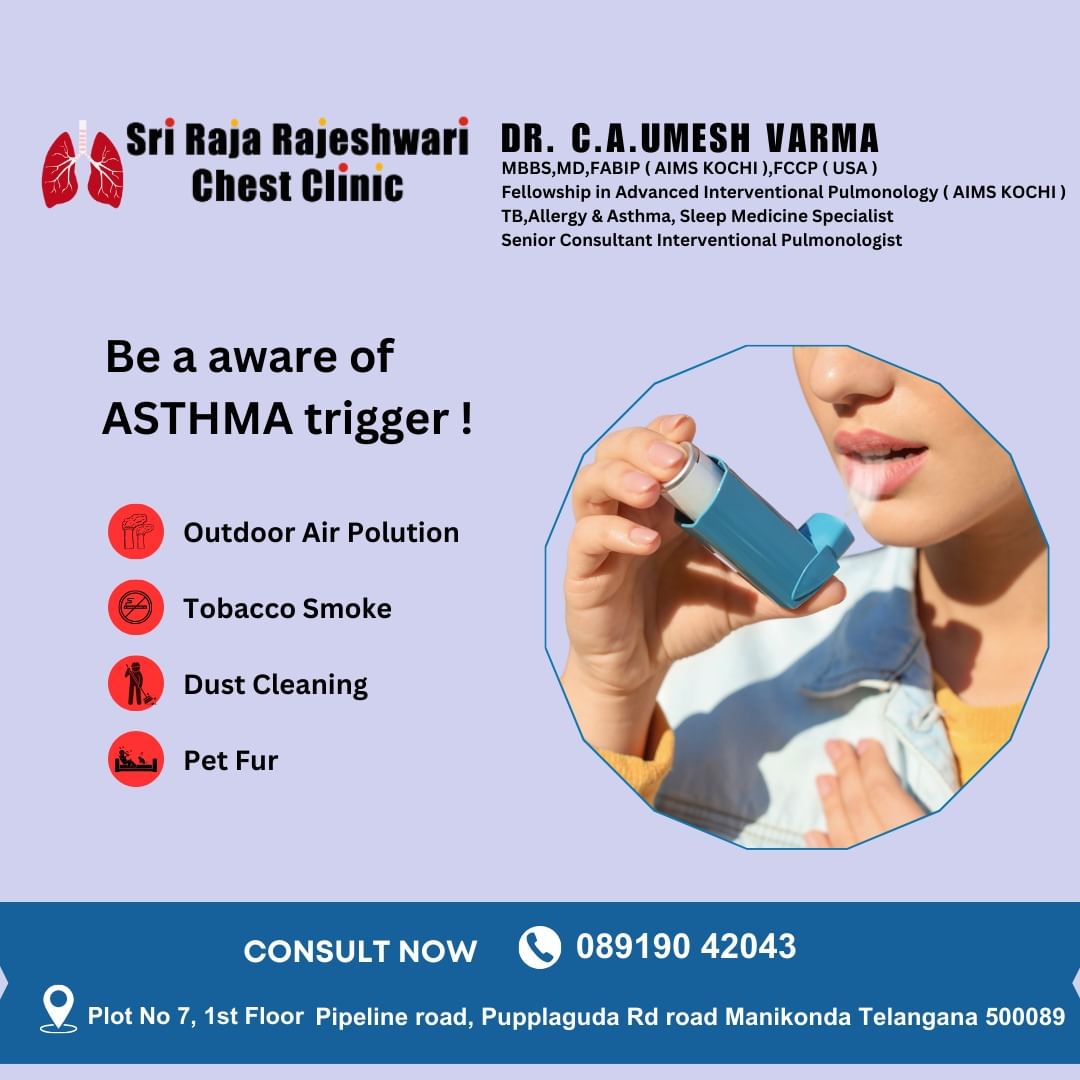 Sri Raja Rajeshwari
Chest Clinic
DR. C.A.UMESH VARMA
MBBS,MD,FABIP ( AIMS KOCHI ),FCCP ( USA )
Fellowship in Advanced Interventional Pulmonology ( AIMS KOCHI )
TB,Allergy & Asthma, Sleep Medicine Specialist
Senior Consultant Interventional Pulmonologist
Be a aware of
ASTHMA trigger !
Outdoor Air Polution
Tobacco Smoke
Dust Cleaning
Pet Fur
CONSULT NOW 089190 42043
Plot No 7, 1st Floor Pipeline road, Pupplaguda Rd road Manikonda Telangana 500089